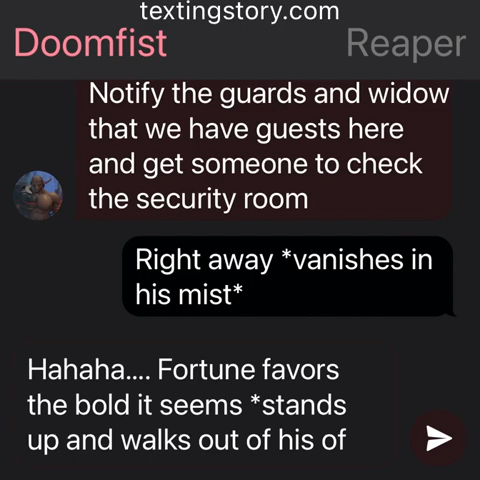 textingstory.com
Doomfist
Reaper
Notify the guards and widow
that we have guests here
and get someone to check
the security room
Right away *vanishes in
his mist*
Hahaha.... Fortune favors
the bold it seems *stands
up and walks out of his of